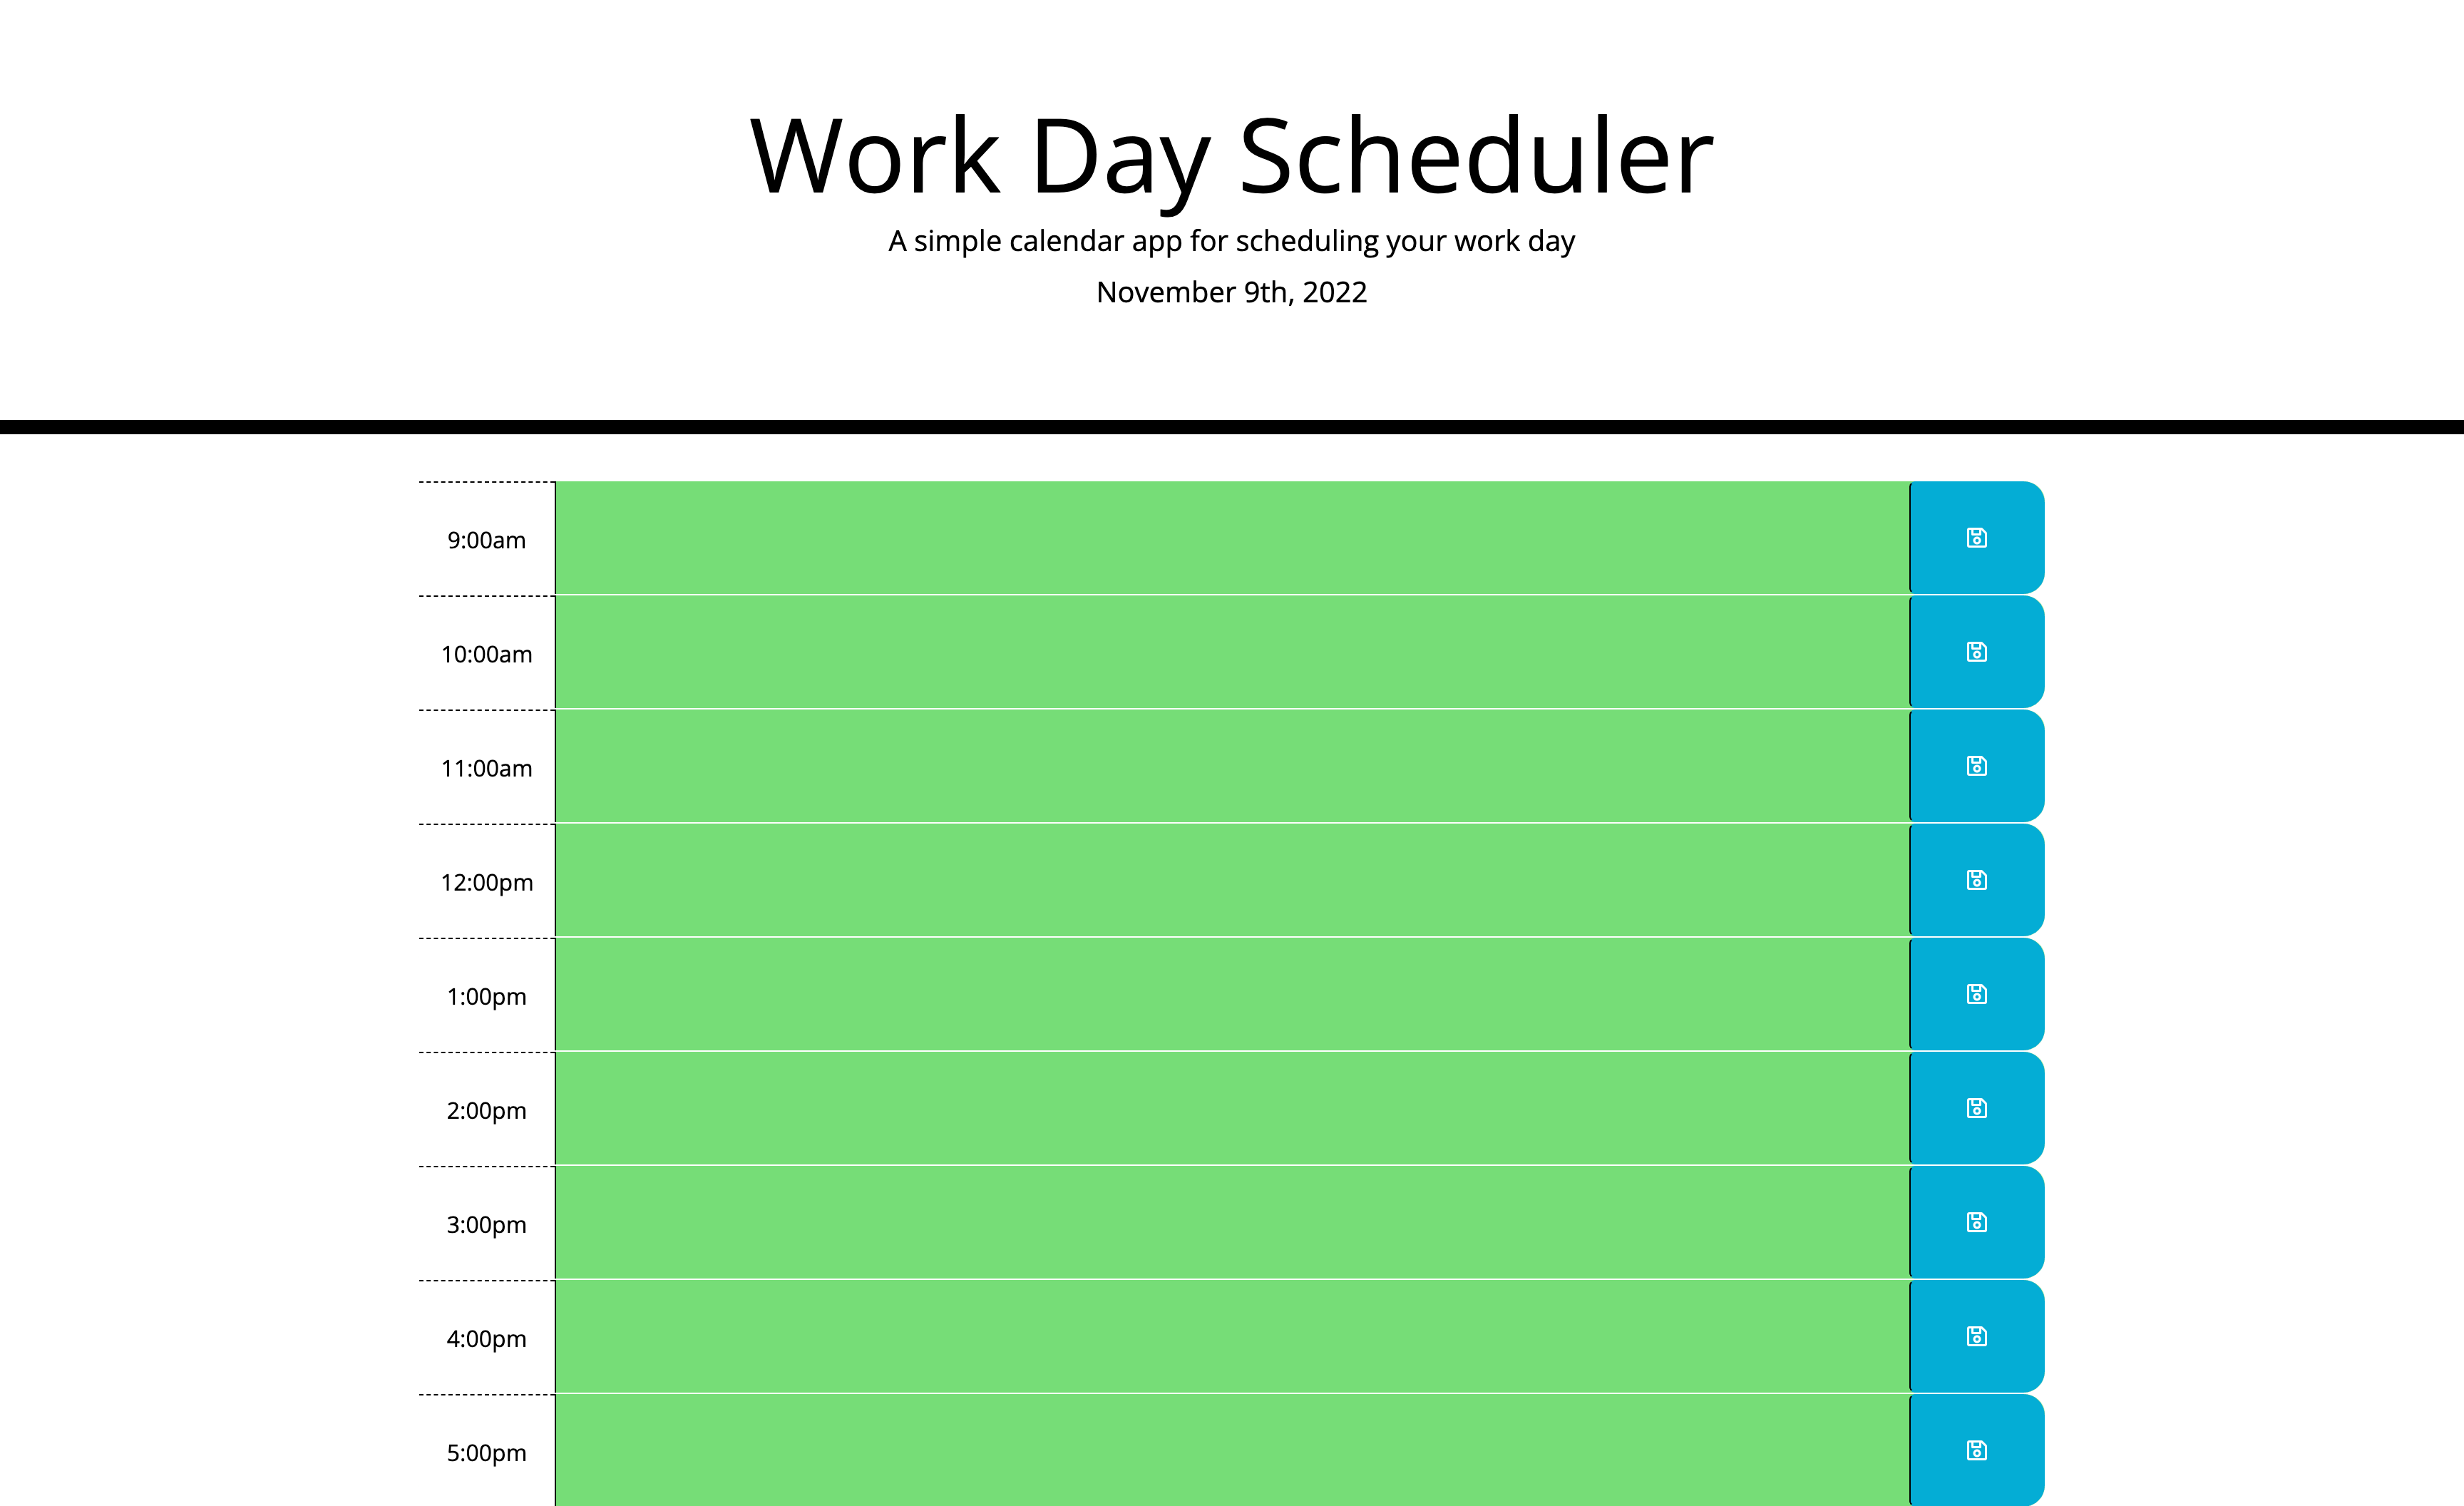 Work Day Scheduler
A simple calendar app for scheduling your work day
November 9th, 2022
9:00am
10:00am
11:00am
12:00pm
1:00pm
2:00pm
3:00pm
4:00pm
5:00pm